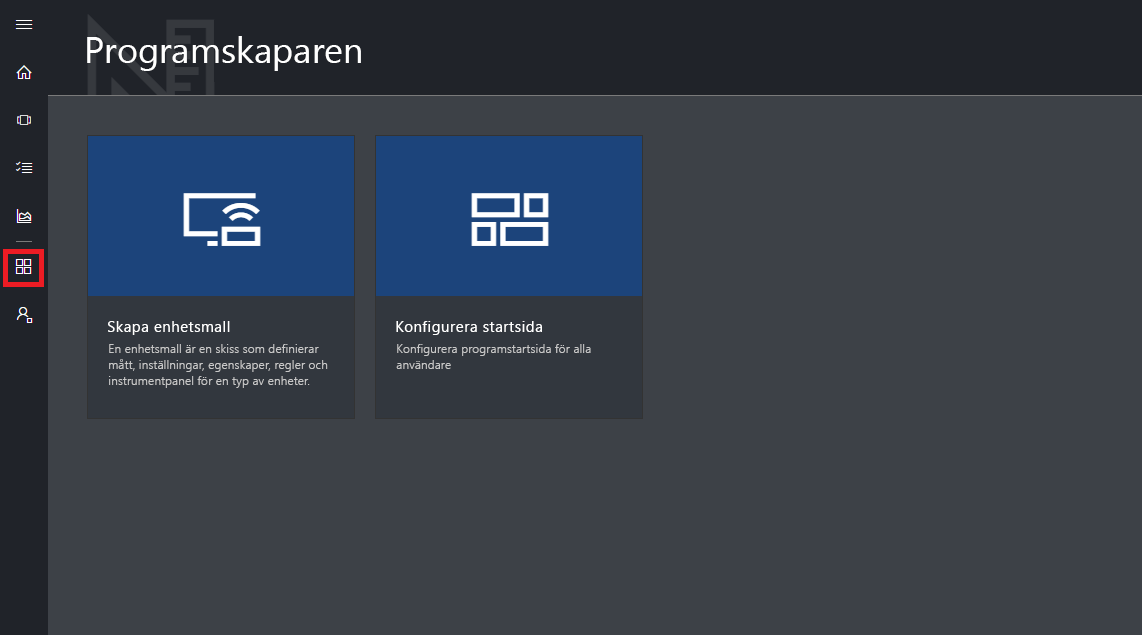 Programskaparen
Skapa enhetsmall
En enhetsmall är en skiss som definierar
mått, inställningar, egenskaper, regler och
instrumentpanel för en typ av enheter.
Konfigurera startsida
Konfigurera programstartsida för alla
användare